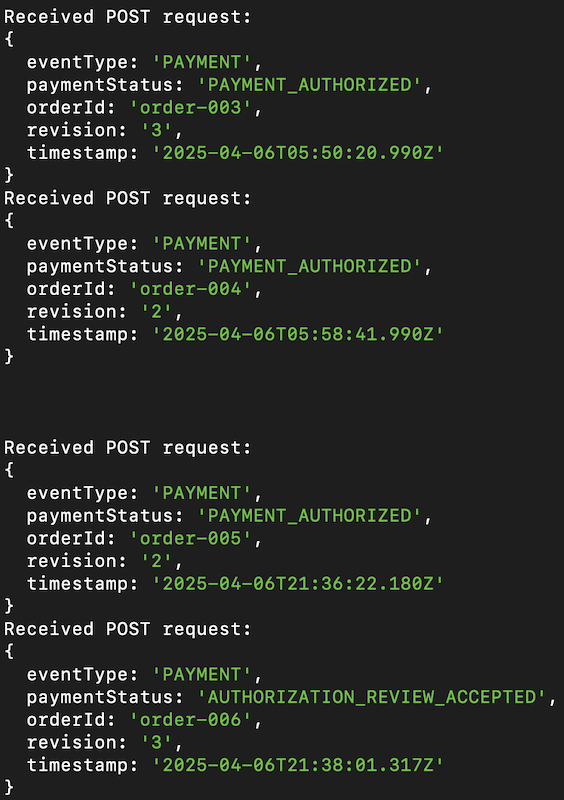 Received POST request:
{
  eventType: 'PAYMENT',
  paymentStatus: 'PAYMENT_AUTHORIZED',
  orderId: 'order-003',
  revision: '3',
  timestamp: '2025-04-06T05:50:20.990Z'
}
Received POST request:
{
  eventType: 'PAYMENT',
  paymentStatus: 'PAYMENT_AUTHORIZED',
  orderId: 'order-004',
  revision: '2',
  timestamp: '2025-04-06T05:58:41.990Z'
}
Received POST request:
{
  eventType: 'PAYMENT',
  paymentStatus: 'PAYMENT_AUTHORIZED',
  orderId: 'order-005',
  revision: '2',
  timestamp: '2025-04-06T21:36:22.180Z'
}
Received POST request:
{
  eventType: 'PAYMENT',
  paymentStatus: 'AUTHORIZATION_REVIEW_ACCEPTED',
  orderId: 'order-006',
  revision: '3',
  timestamp: '2025-04-06T21:38:01.317Z'
}